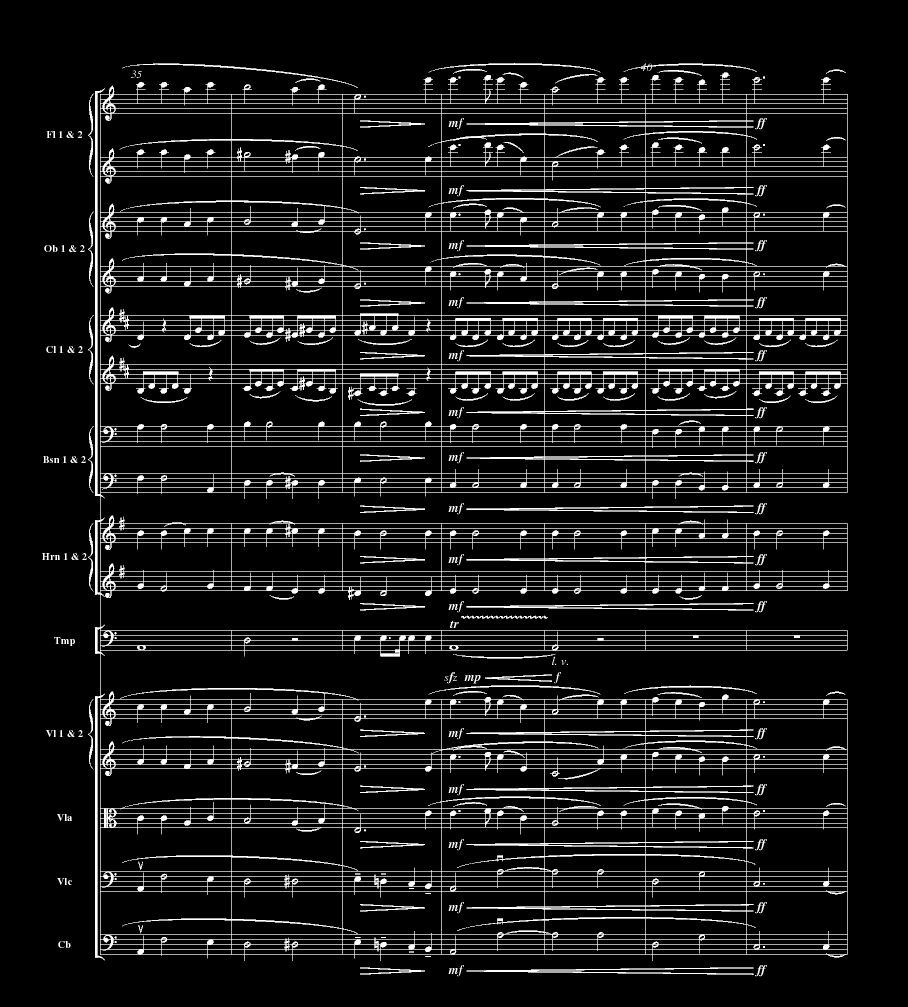 35 40
Fl 1 & 2
mf ff
mf ff
Ob 1 & 2
mf ff
mf ff
Cl 1 & 2
mf ff
mf ff
Bsn 1 & 2
mf ff
mf ff
Hrn 1 & 2
mf ff
mf ff
tr
Tmp
l. v.
sfz mp f
Vl 1 & 2
mf ff
mf ff
Vla
mf ff
Vlc
mf ff
Cb
mf ff